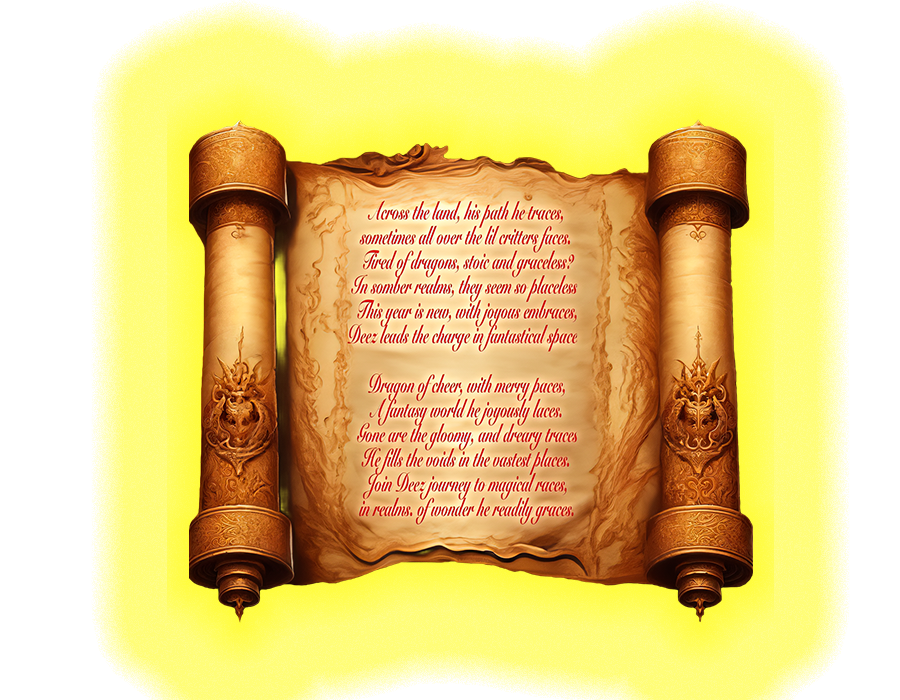 Across the land, his path he traces,
sometimes all over the lil critters faces.
Tired of dragons, stoic and graceless?
In somber realms, they seem so placeless
This year is new, with joyous embraces,
Deez leads the charge in fantastical space
Dragon of cheer, with merry paces,
A fantasy world he joyously laces.
Gone are the gloomy, and dreary traces
He fills the voids in the vastest places.
Join Deez journey to magical races,
in realms. of wonder he readily graces.